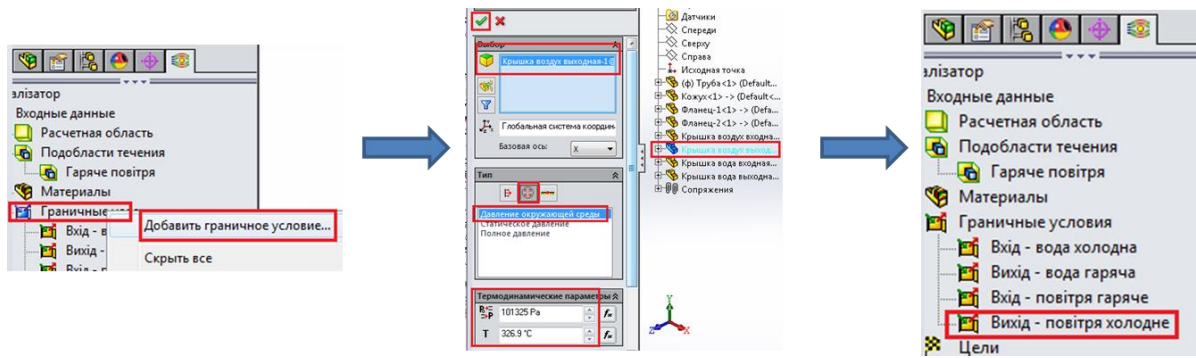 ализатор
Входные данные
Расчетная область
Подобласти течения
Гаряче повітря
Материалы
Граничные
Вхід - в
Вихід -
Добавить граничное условие...
Скрыть все
Выбор
Крышка воздух выходная-1@
Глобальная система координ
Базовая ось:
X
Тип
Давление окружающей среды
Статическое давление
Полное давление
Термодинамические параметры
101325 Pa
T
326.9 °C
Датчики
Спереди
Сверху
Справа
Исходная точка
(ф) Труба<1> (Default...
Кожух<1> -> (Default<...
Фланец-1<1> -> (Defa...
Фланец-2<1> -> (Defa...
Крышка воздух входна...
Крышка воздух выход...
Крышка вода входная...
Крышка вода выходна...
Сопряжения
Y
Z
X
ализатор
Входные данные
Расчетная область
Подобласти течения
Гаряче повітря
Материалы
Граничные условия
Вхід - вода холодна
Вихід - вода гаряча
Вхід - повітря гаряче
Вихід - повітря холодне
Цели